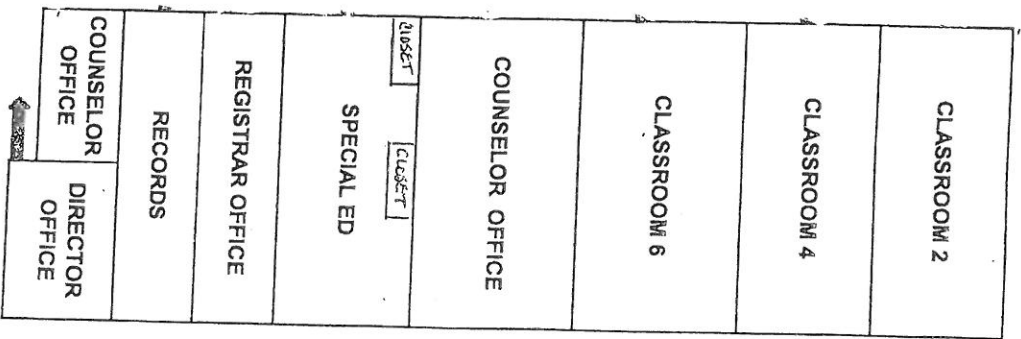 COUNSELOR
OFFICE
DIRECTOR
OFFICE
RECORDS
REGISTRAR OFFICE
SPECIAL ED
CLOSET
CLOSET
COUNSELOR OFFICE
CLASSROOM 6
CLASSROOM 4
CLASSROOM 2